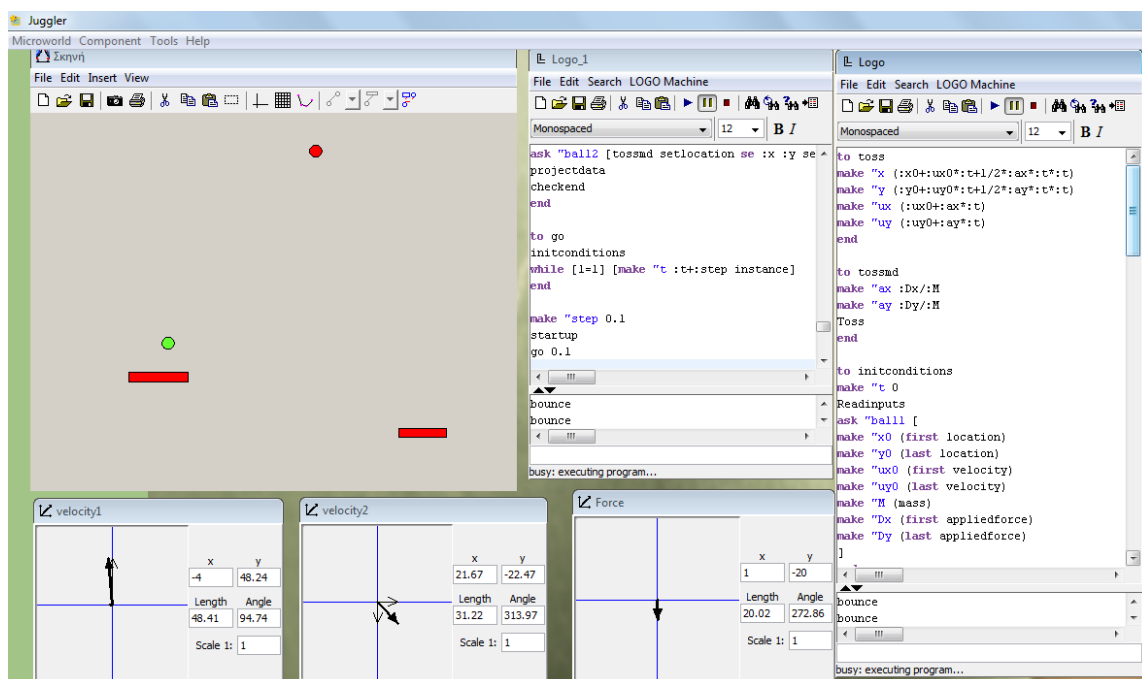 Juggler
Microworld Component Tools Help
Σκηνή
File Edit Insert View
Logo_1
File Edit Search LOGO Machine
Monospaced 12 B I
ask "ball2 [tossmd setlocation se :x :y se
projectdata
checkend
end
to go
initconditions
while [1=1] [make "t :t+:step instance]
end
make "step 0.1
startup
go 0.1
bounce
bounce
busy: executing program...
Logo
File Edit Search LOGO Machine
Monospaced 12 B I
to toss
make "x (:x0+:ux0*:t+1/2*:ax*:t*:t)
make "y (:y0+:uy0*:t+1/2*:ay*:t*:t)
make "ux (:ux0+:ax*:t)
make "uy (:uy0+:ay*:t)
end
to tossmd
make "ax :Dx/:M
make "ay :Dy/:M
Toss
end
to initconditions
make "t 0
Readinputs
ask "ball1 [
make "x0 (first location)
make "y0 (last location)
make "ux0 (first velocity)
make "uy0 (last velocity)
make "M (mass)
make "Dx (first appliedforce)
make "Dy (last appliedforce)
]
bounce
bounce
busy: executing program...
velocity1
x y
-4 48.24
Length Angle
48.41 94.74
Scale 1: 1
velocity2
x y
21.67 -22.47
Length Angle
31.22 313.97
Scale 1: 1
Force
x y
1 -20
Length Angle
20.02 272.86
Scale 1: 1